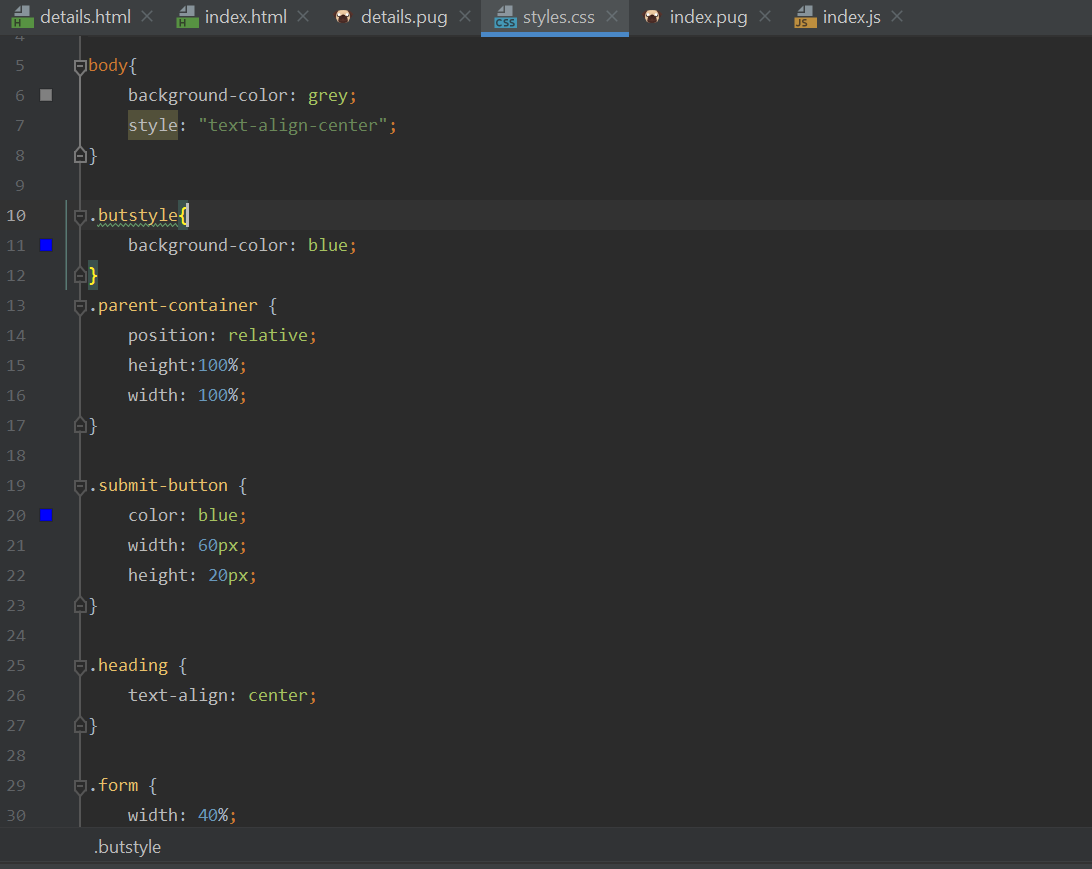 details.html index.html details.pug styles.css index.pug index.js
4
5 body{
6 background-color: grey;
7 style: "text-align-center";
8 }
9
10 .butstyle{
11 background-color: blue;
12 }
13 .parent-container {
14 position: relative;
15 height:100%;
16 width: 100%;
17 }
18
19 .submit-button {
20 color: blue;
21 width: 60px;
22 height: 20px;
23 }
24
25 .heading {
26 text-align: center;
27 }
28
29 .form {
30 width: 40%;
.butstyle